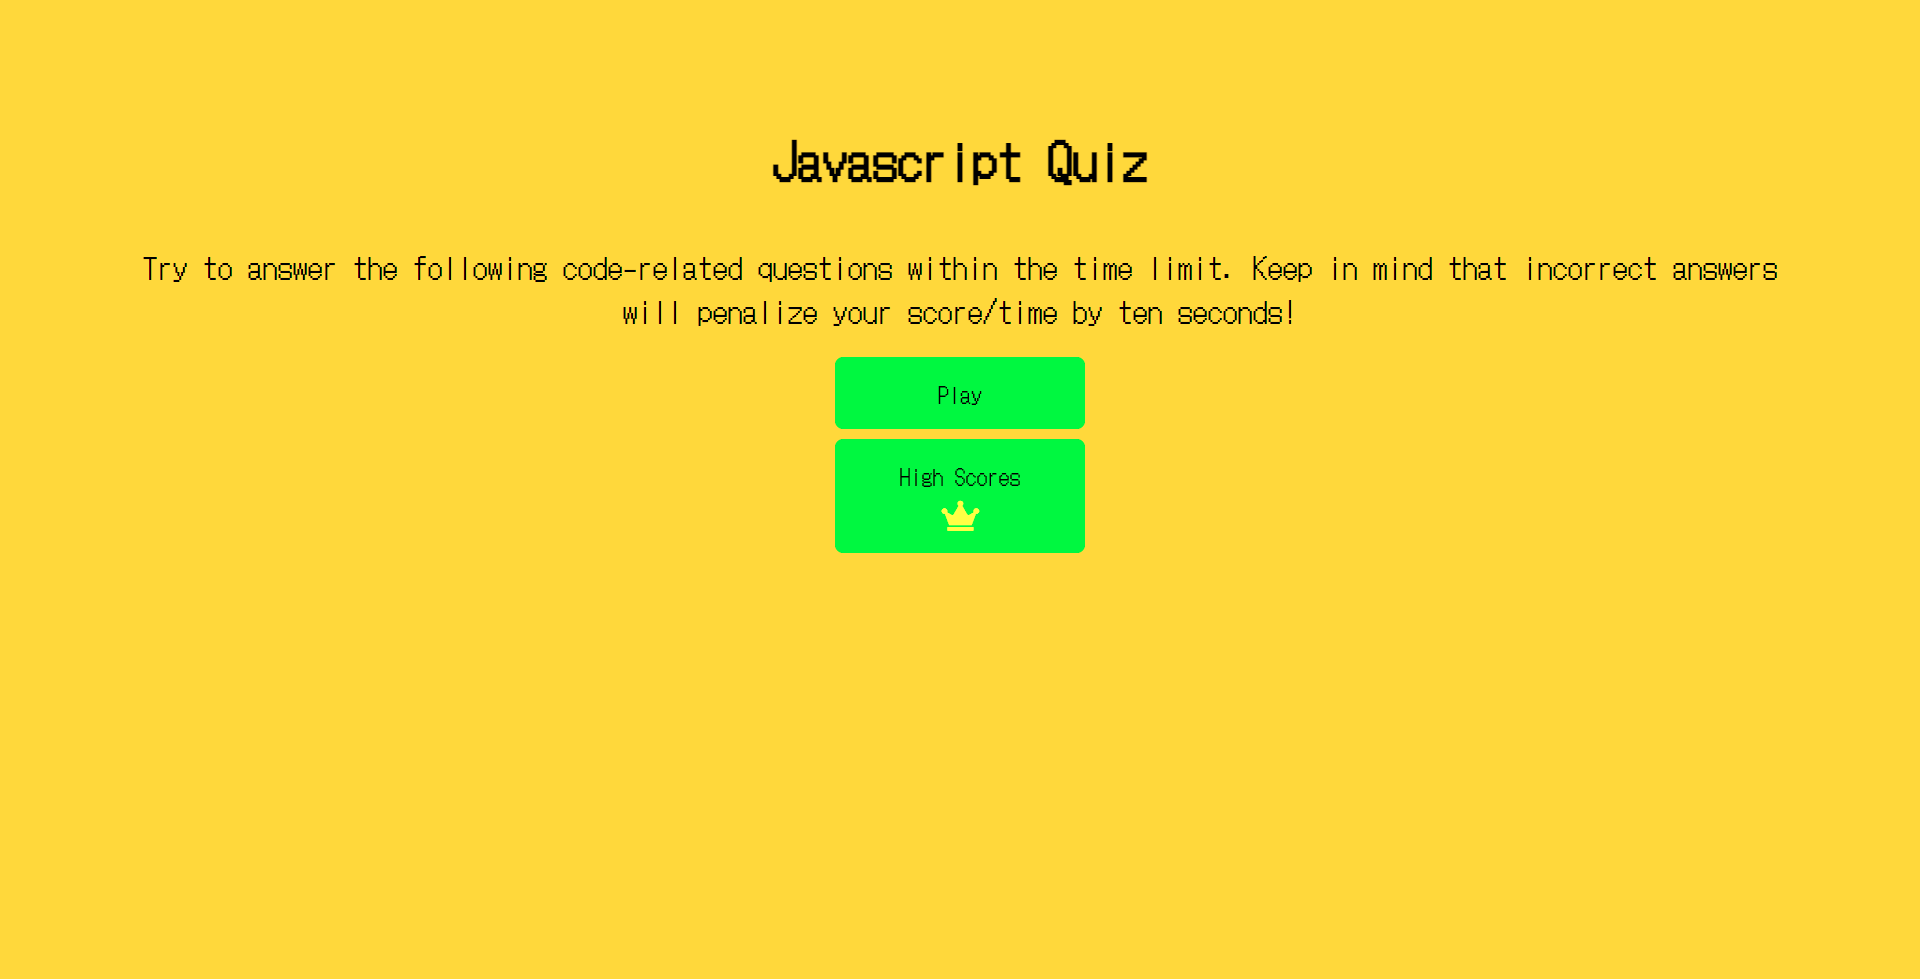 Javascript Quiz
Try to answer the following code-related questions within the time limit. Keep in mind that incorrect answers
will penalize your score/time by ten seconds!
Play
High Scores